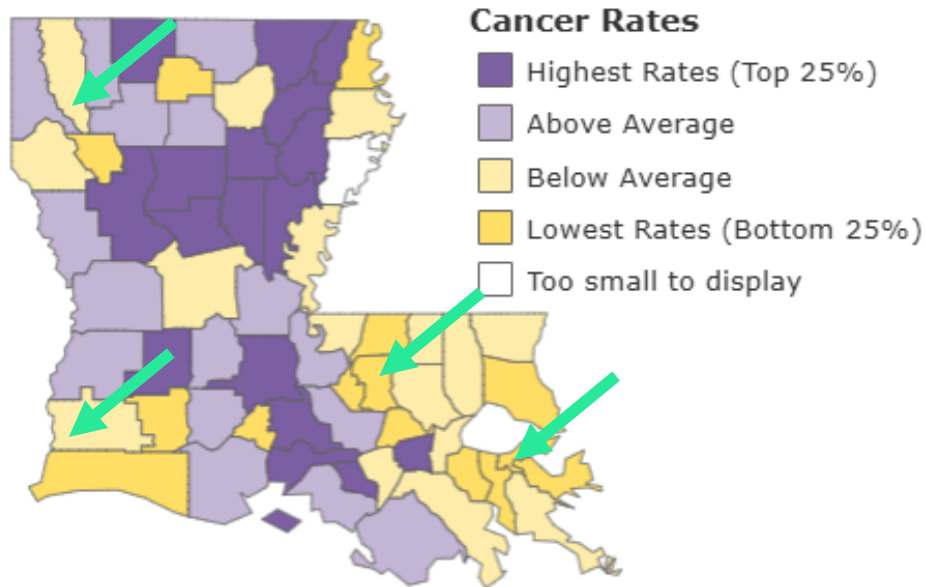 Cancer Rates
Highest Rates (Top 25%)
Above Average
Below Average
Lowest Rates (Bottom 25%)
Too small to display